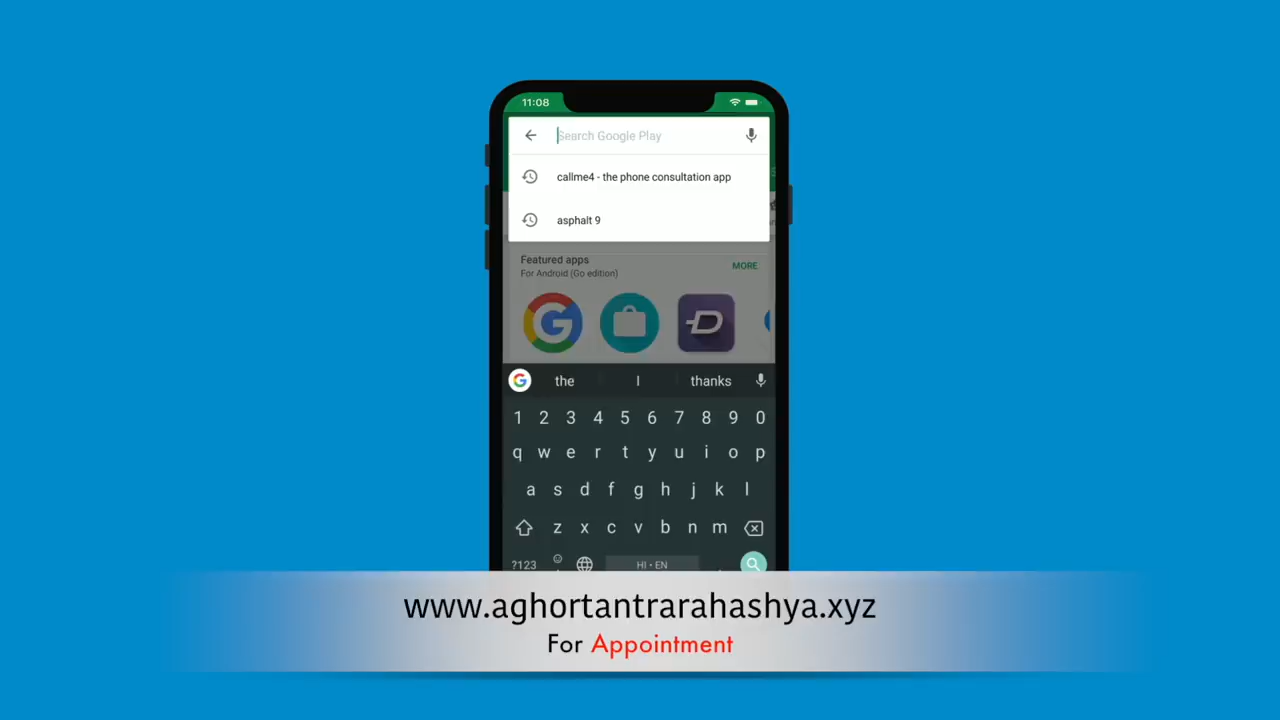 11:08
Search Google Play
callme4 - the phone consultation app
asphalt 9
Featured apps
MORE
For Android (Go edition)
the I thanks
1 2 3 4 5 6 7 8 9 0
q w e r t y u i o p
a s d f g h j k l
z x c v b n m
?123 HI • EN
www.aghortantrarahashya.xyz
For Appointment